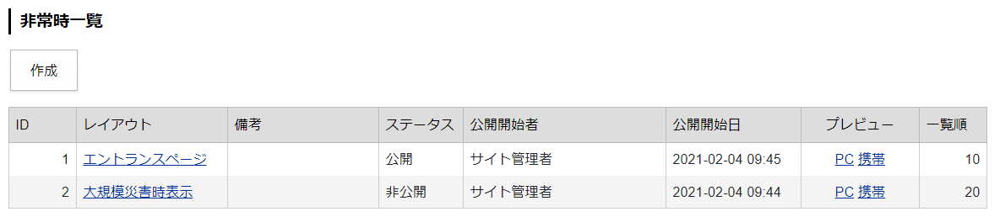 非常時一覧
作成
ID レイアウト 備考 ステータス 公開開始者 公開開始日 プレビュー 一覧順
1 エントランスページ 公開 サイト管理者 2021-02-04 09:45 PC 携帯 10
2 大規模災害時表示 非公開 サイト管理者 2021-02-04 09:44 PC 携帯 20